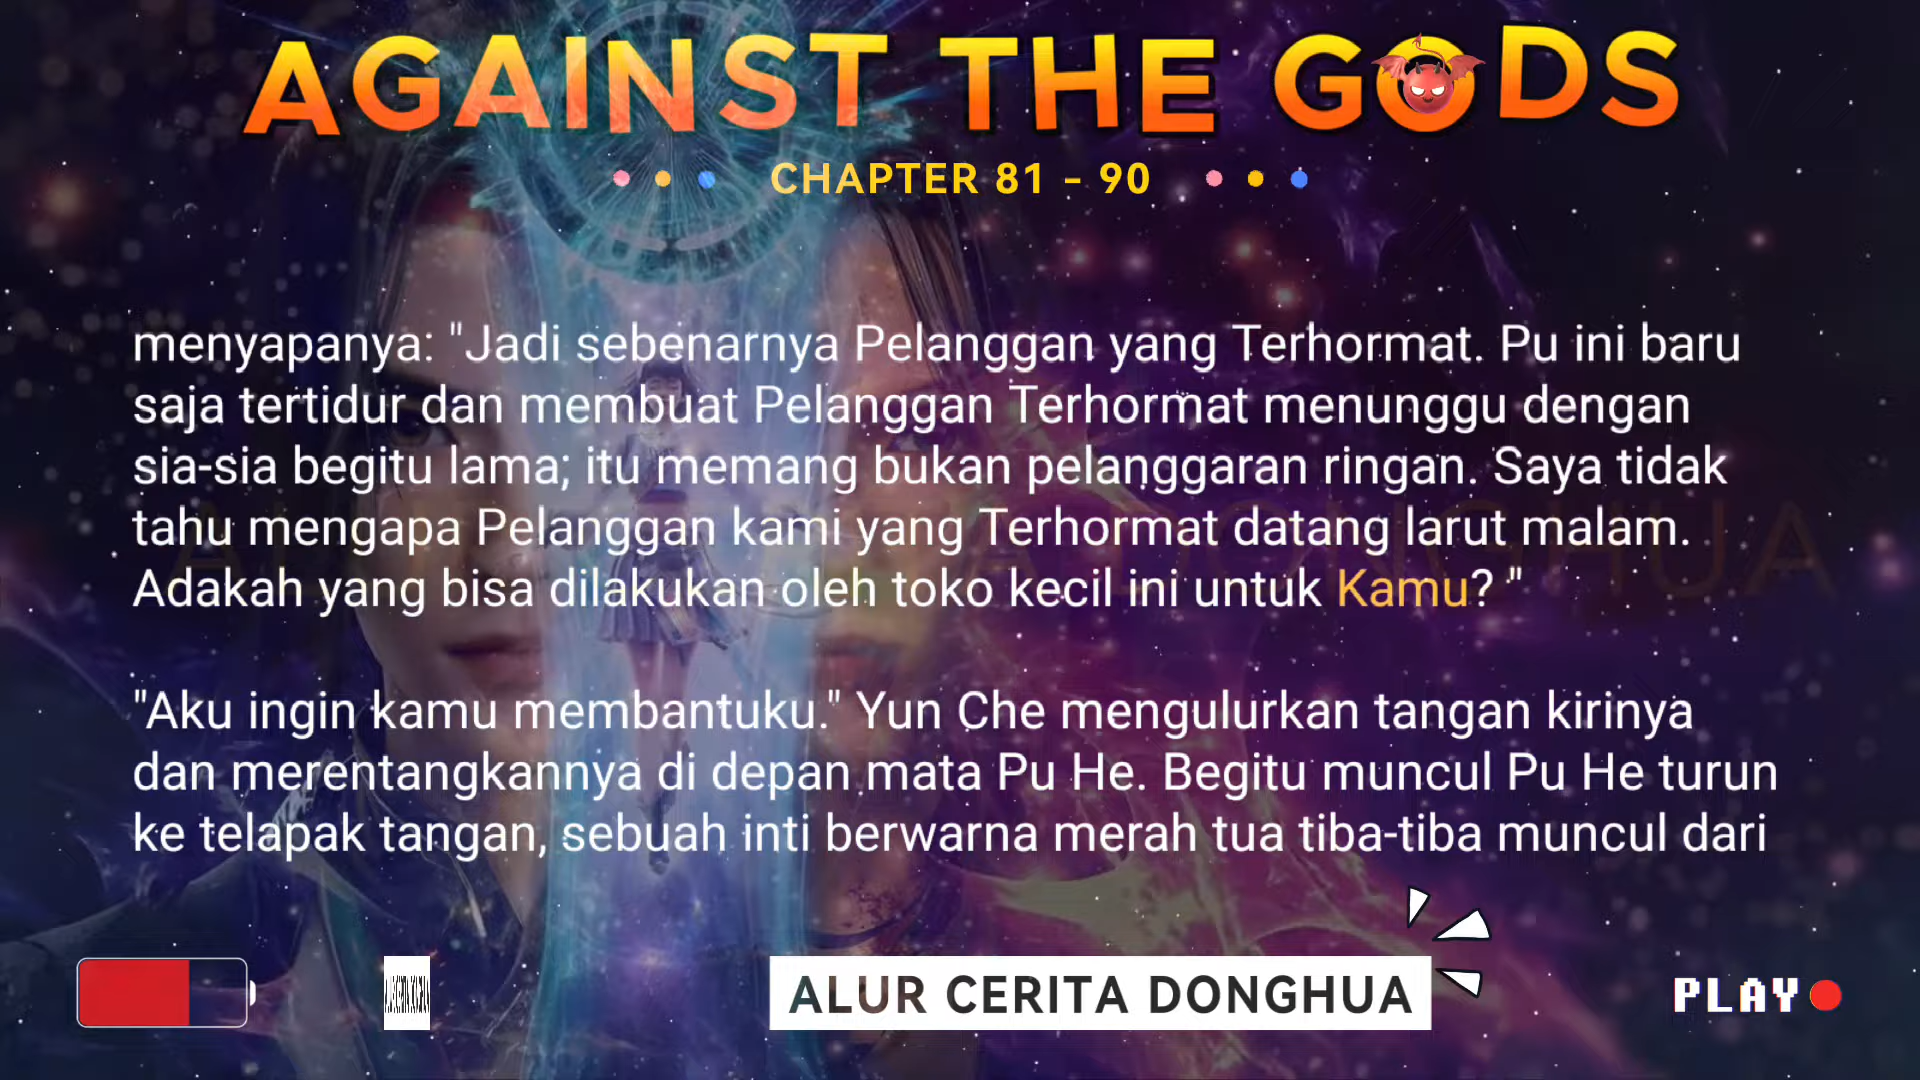 AGAINST THE GODS
CHAPTER 81 – 90
menyapanya: "Jadi sebenarnya Pelanggan yang Terhormat. Pu ini baru
saja tertidur dan membuat Pelanggan Terhormat menunggu dengan
sia-sia begitu lama; itu memang bukan pelanggaran ringan. Saya tidak
tahu mengapa Pelanggan kami yang Terhormat datang larut malam.
Adakah yang bisa dilakukan oleh toko kecil ini untuk Kamu? "
"Aku ingin kamu membantuku." Yun Che mengulurkan tangan kirinya
dan merentangkannya di depan mata Pu He. Begitu muncul Pu He turun
ke telapak tangan, sebuah inti berwarna merah tua tiba-tiba muncul dari
ALUR CERITA DONGHUA
PLAY